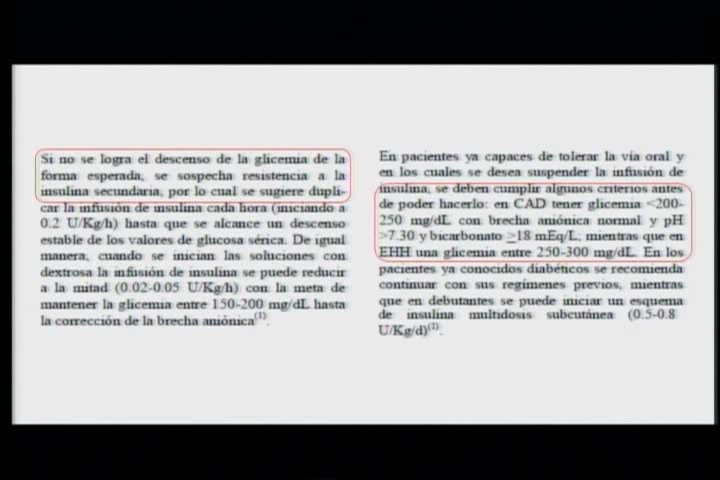 Si no se logra el descenso de la glicemia de la
forma esperada, se sospecha resistencia a la
insulina secundaria, por lo cual se sugiere dupli-
car la infusión de insulina cada hora (iniciando a
0.2 U/Kg/h) hasta que se alcance un descenso
estable de los valores de glucosa sérica. De igual
manera, cuando se inician las soluciones con
dextrosa la infusión de insulina se puede reducir
a la mitad (0.02-0.05 U/Kg/h) con la meta de
mantener la glicemia entre 150-200 mg/dL hasta
la corrección de la brecha aniónica(1).
En pacientes ya capaces de tolerar la vía oral y
en los cuales se desea suspender la infusión de
insulina, se deben cumplir algunos criterios antes
de poder hacerlo: en CAD tener glicemia <200-
250 mg/dL con brecha aniónica normal y pH
>7.30 y bicarbonato ≥18 mEq/L; mientras que en
EHH una glicemia entre 250-300 mg/dL. En los
pacientes ya conocidos diabéticos se recomienda
continuar con sus regímenes previos, mientras
que en debutantes se puede iniciar un esquema
de insulina multidosis subcutánea (0.5-0.8
U/Kg/d)(1).